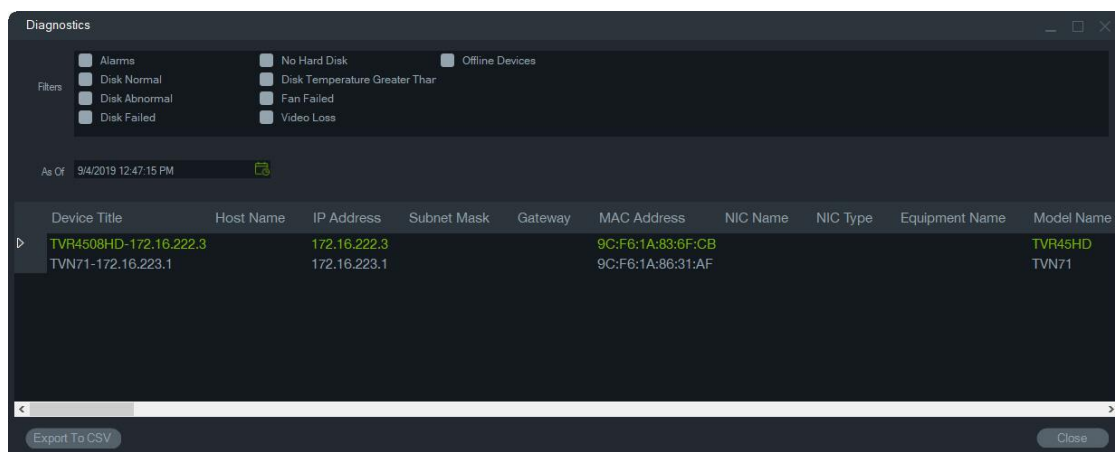 Diagnostics
Filters
Alarms No Hard Disk Offline Devices
Disk Normal Disk Temperature Greater Thar
Disk Abnormal Fan Failed
Disk Failed Video Loss
As Of 9/4/2019 12:47:15 PM
Device Title Host Name IP Address Subnet Mask Gateway MAC Address NIC Name NIC Type Equipment Name Model Name
TVR4508HD-172.16.222.3 172.16.222.3 9C:F6:1A:83:6F:CB TVR45HD
TVN71-172.16.223.1 172.16.223.1 9C:F6:1A:86:31:AF TVN71
Export To CSV Close